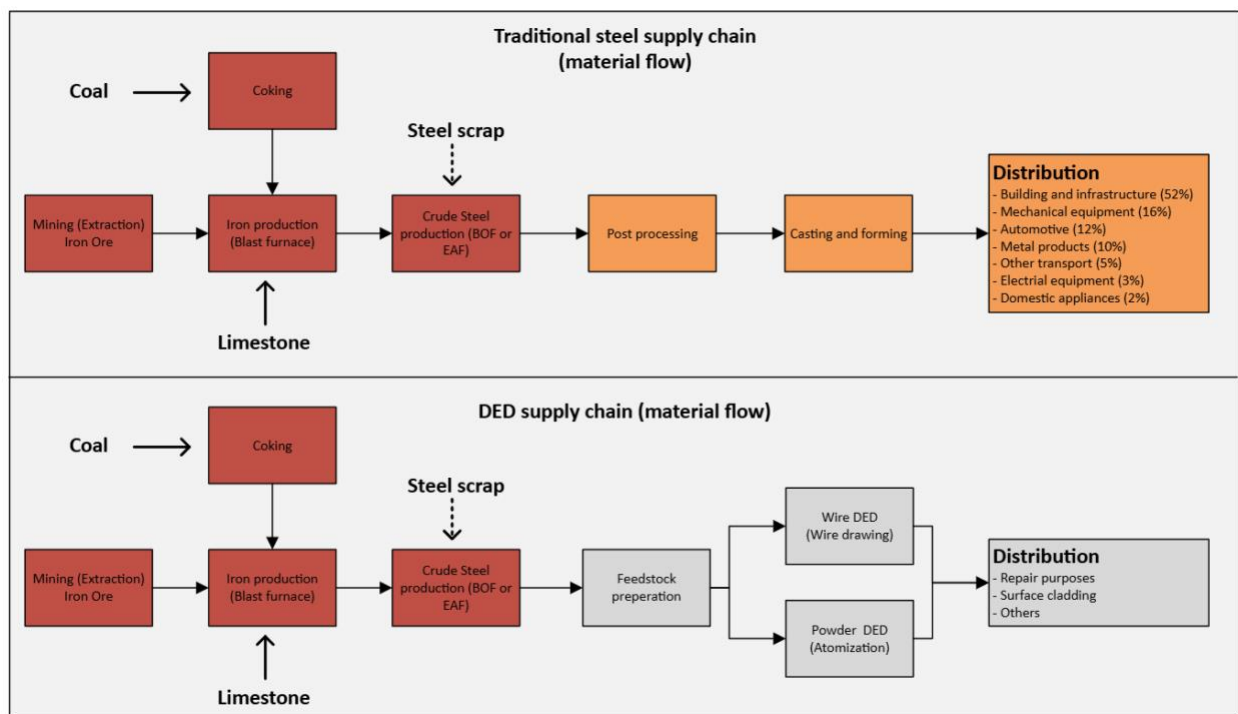 Traditional steel supply chain
(material flow)
Coal
Coking
Steel scrap
Mining (Extraction)
Iron Ore
Iron production
(Blast furnace)
Crude Steel
production (BOF or
EAF)
Post processing
Casting and forming
Distribution
- Building and infrastructure (52%)
- Mechanical equipment (16%)
- Automotive (12%)
- Metal products (10%)
- Other transport (5%)
- Electrial equipment (3%)
- Domestic appliances (2%)
Limestone
DED supply chain (material flow)
Coal
Coking
Steel scrap
Mining (Extraction)
Iron Ore
Iron production
(Blast furnace)
Crude Steel
production (BOF or
EAF)
Feedstock
preperation
Wire DED
(Wire drawing)
Powder DED
(Atomization)
Distribution
- Repair purposes
- Surface cladding
- Others
Limestone